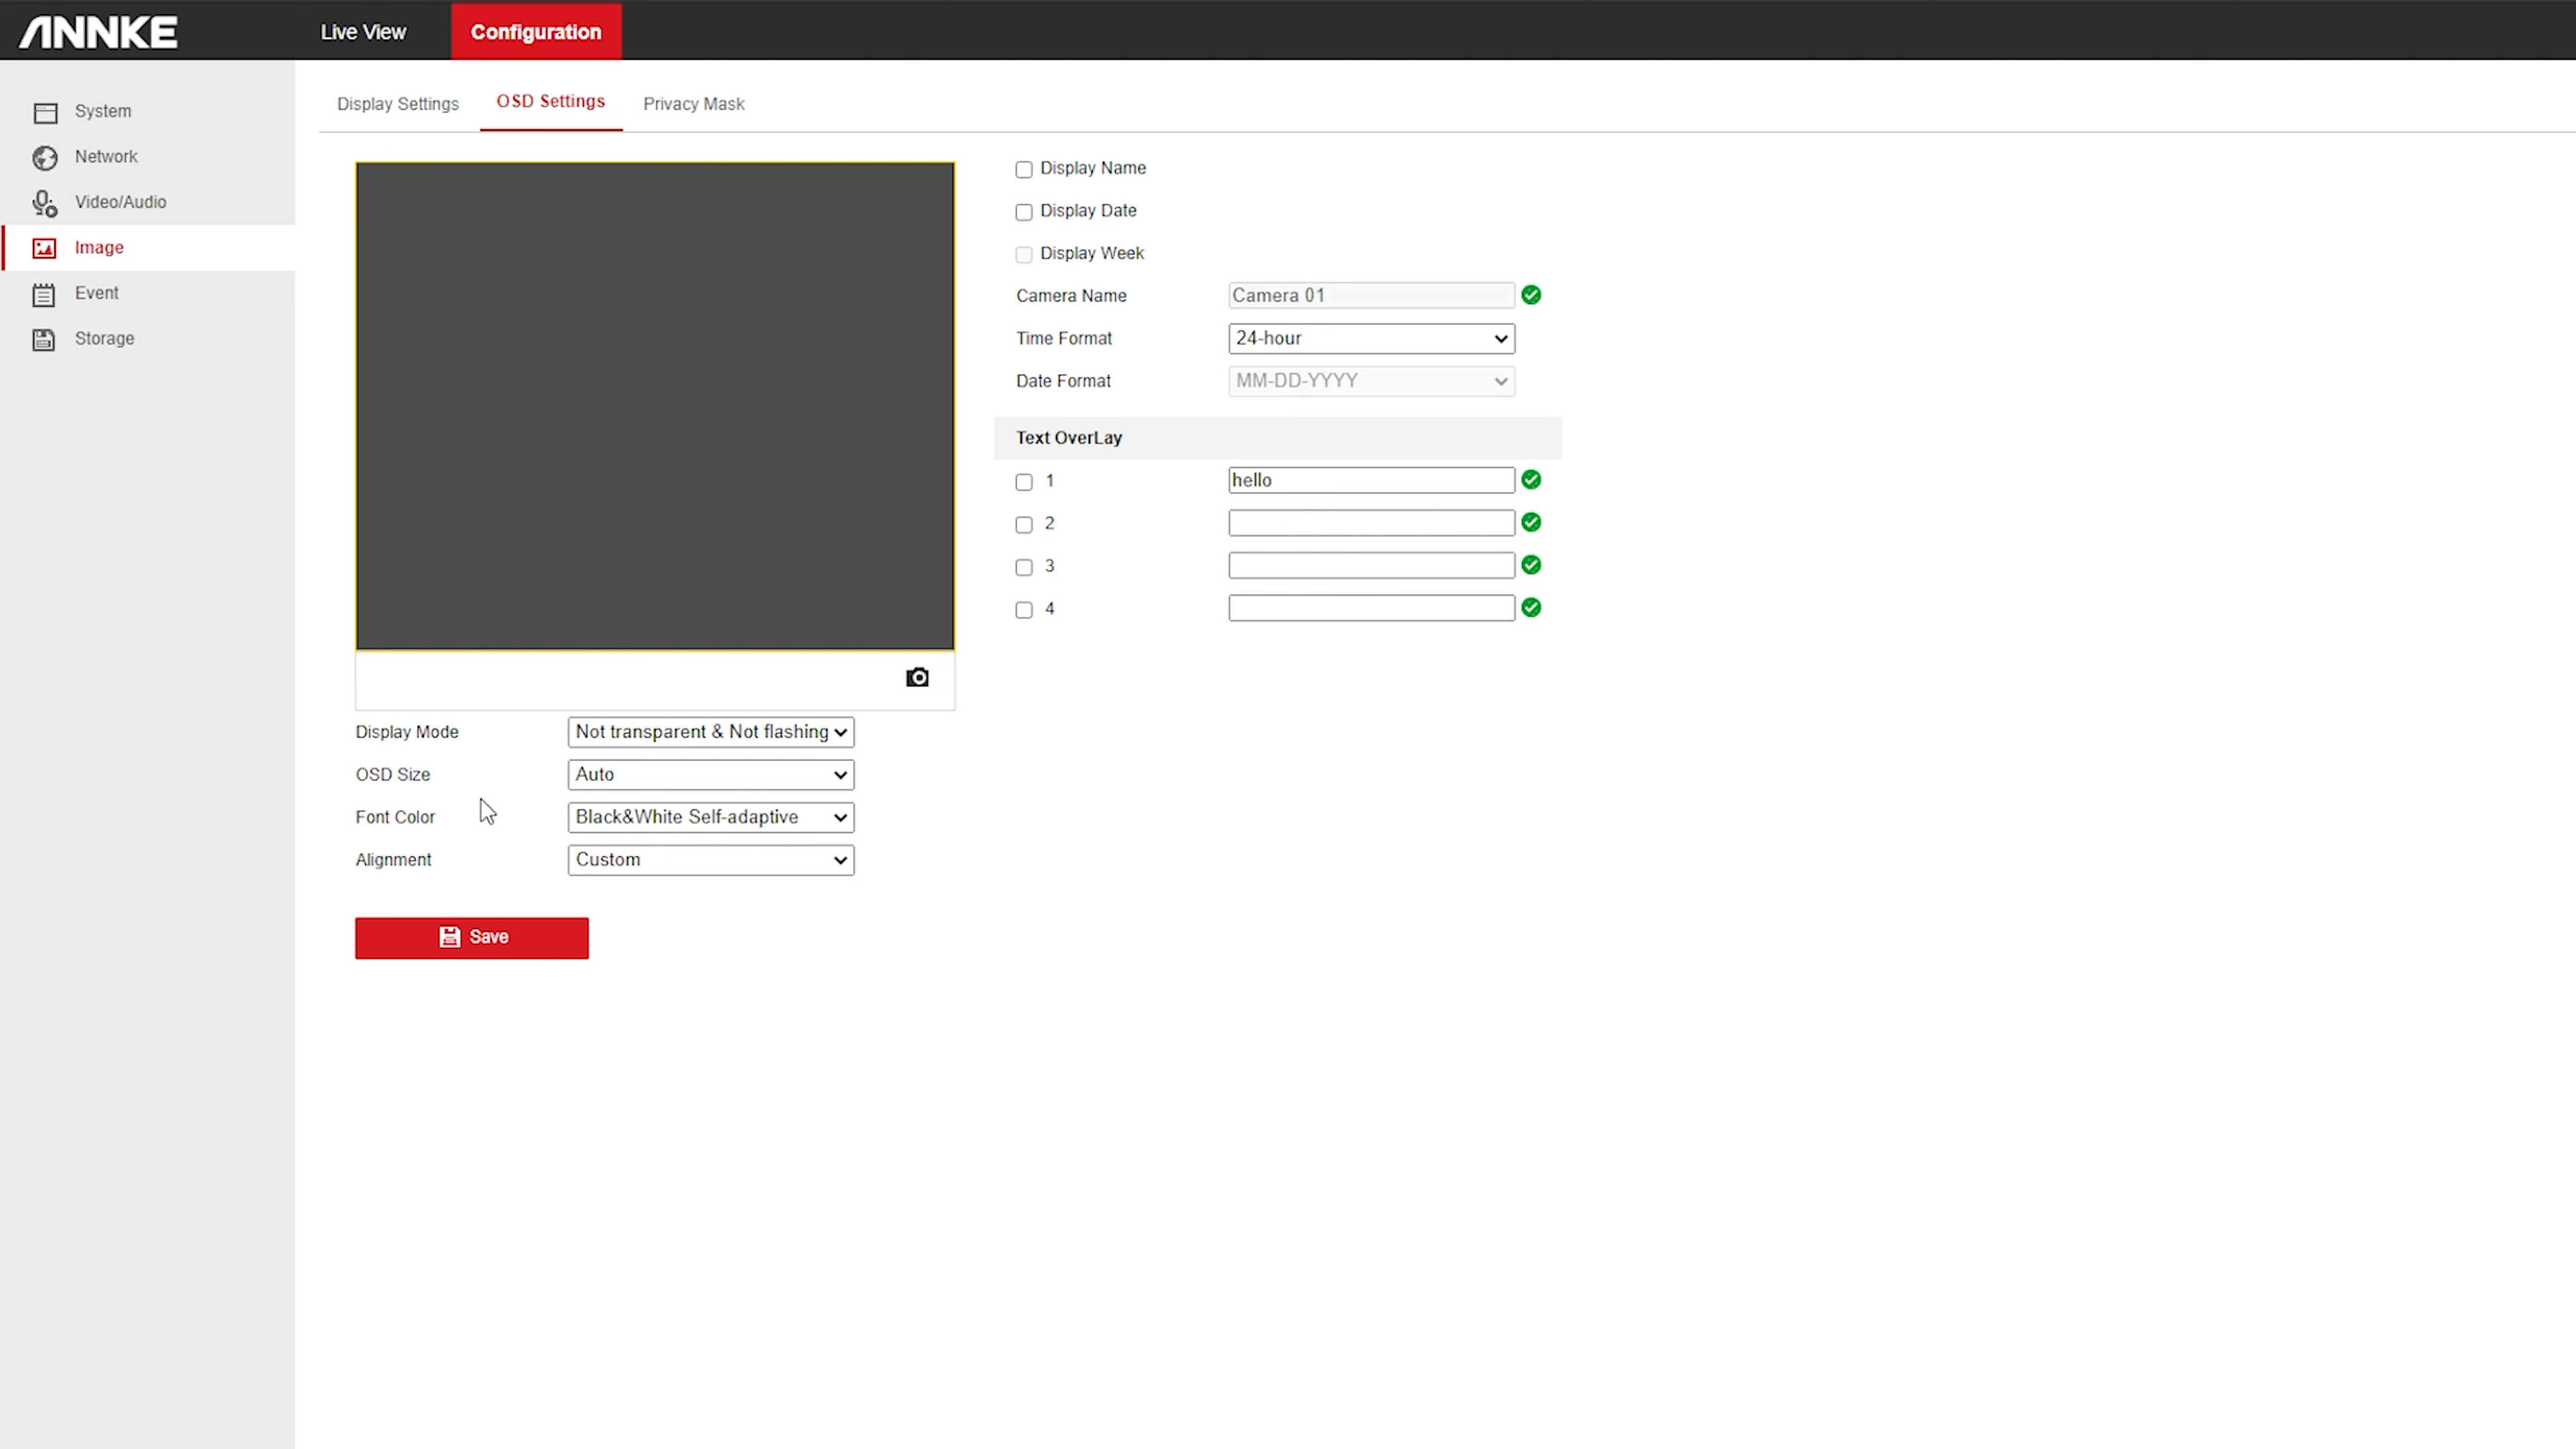 ANNKE
Live View
Configuration
System
Network
Video/Audio
Image
Event
Storage
Display Settings
OSD Settings
Privacy Mask
Display Name
Display Date
Display Week
Camera Name Camera 01
Time Format 24-hour
Date Format MM-DD-YYYY
Text OverLay
1 hello
2
3
4
Display Mode Not transparent & Not flashing
OSD Size Auto
Font Color Black&White Self-adaptive
Alignment Custom
Save